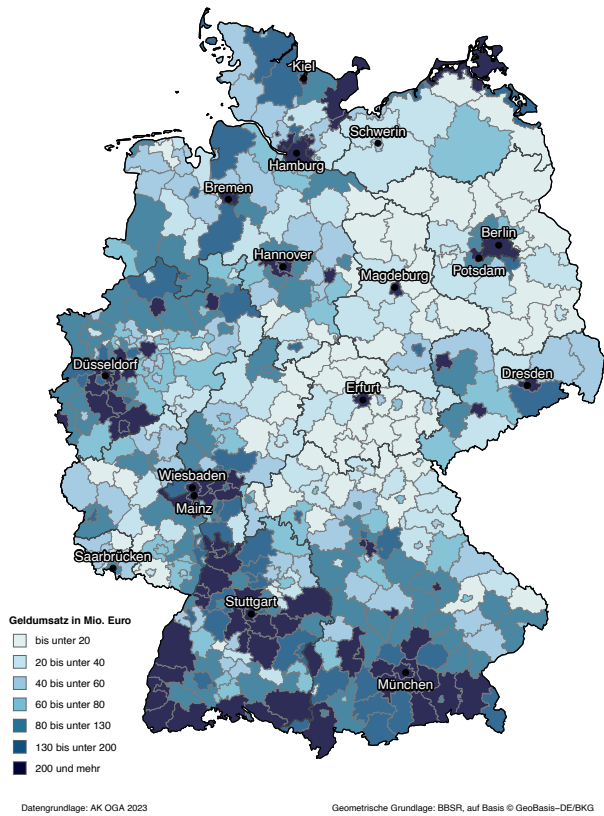 Kiel
Schwerin
Hamburg
Bremen
Berlin
Hannover
Potsdam
Magdeburg
Düsseldorf
Dresden
Erfurt
Wiesbaden
Mainz
Saarbrücken
Stuttgart
München
Geldumsatz in Mio. Euro
bis unter 20
20 bis unter 40
40 bis unter 60
60 bis unter 80
80 bis unter 130
130 bis unter 200
200 und mehr
Datengrundlage: AK OGA 2023
Geometrische Grundlage: BBSR, auf Basis © GeoBasis−DE/BKG